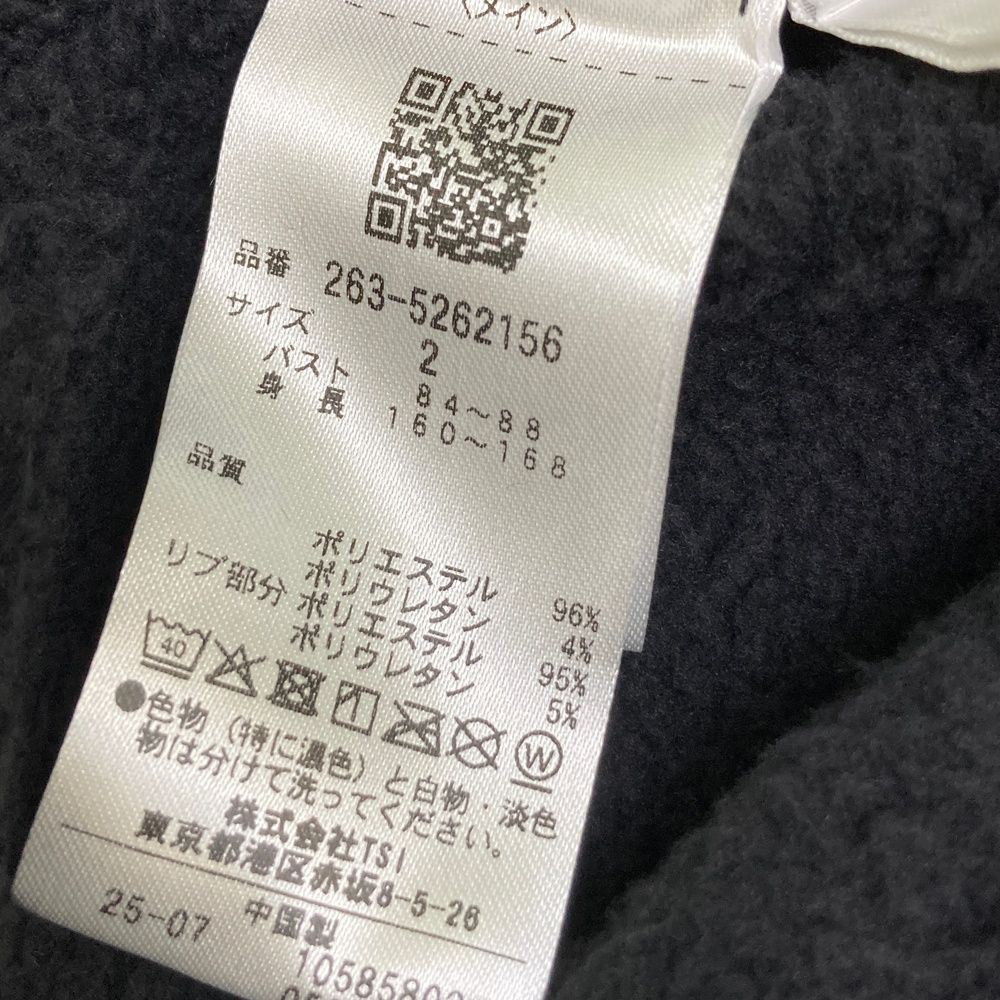 〈メイン〉
品番 263-5262156
サイズ 2
バスト 84～88
身長 160～168
品質
ポリエステル 96%
ポリウレタン 4%
リブ部分 ポリエステル 95%
ポリウレタン 5%
40
W
●色物(特に濃色)と白物・淡色
物は分けて洗ってください。
株式会社TSI
東京都港区赤坂8-5-26
25-07 中国製